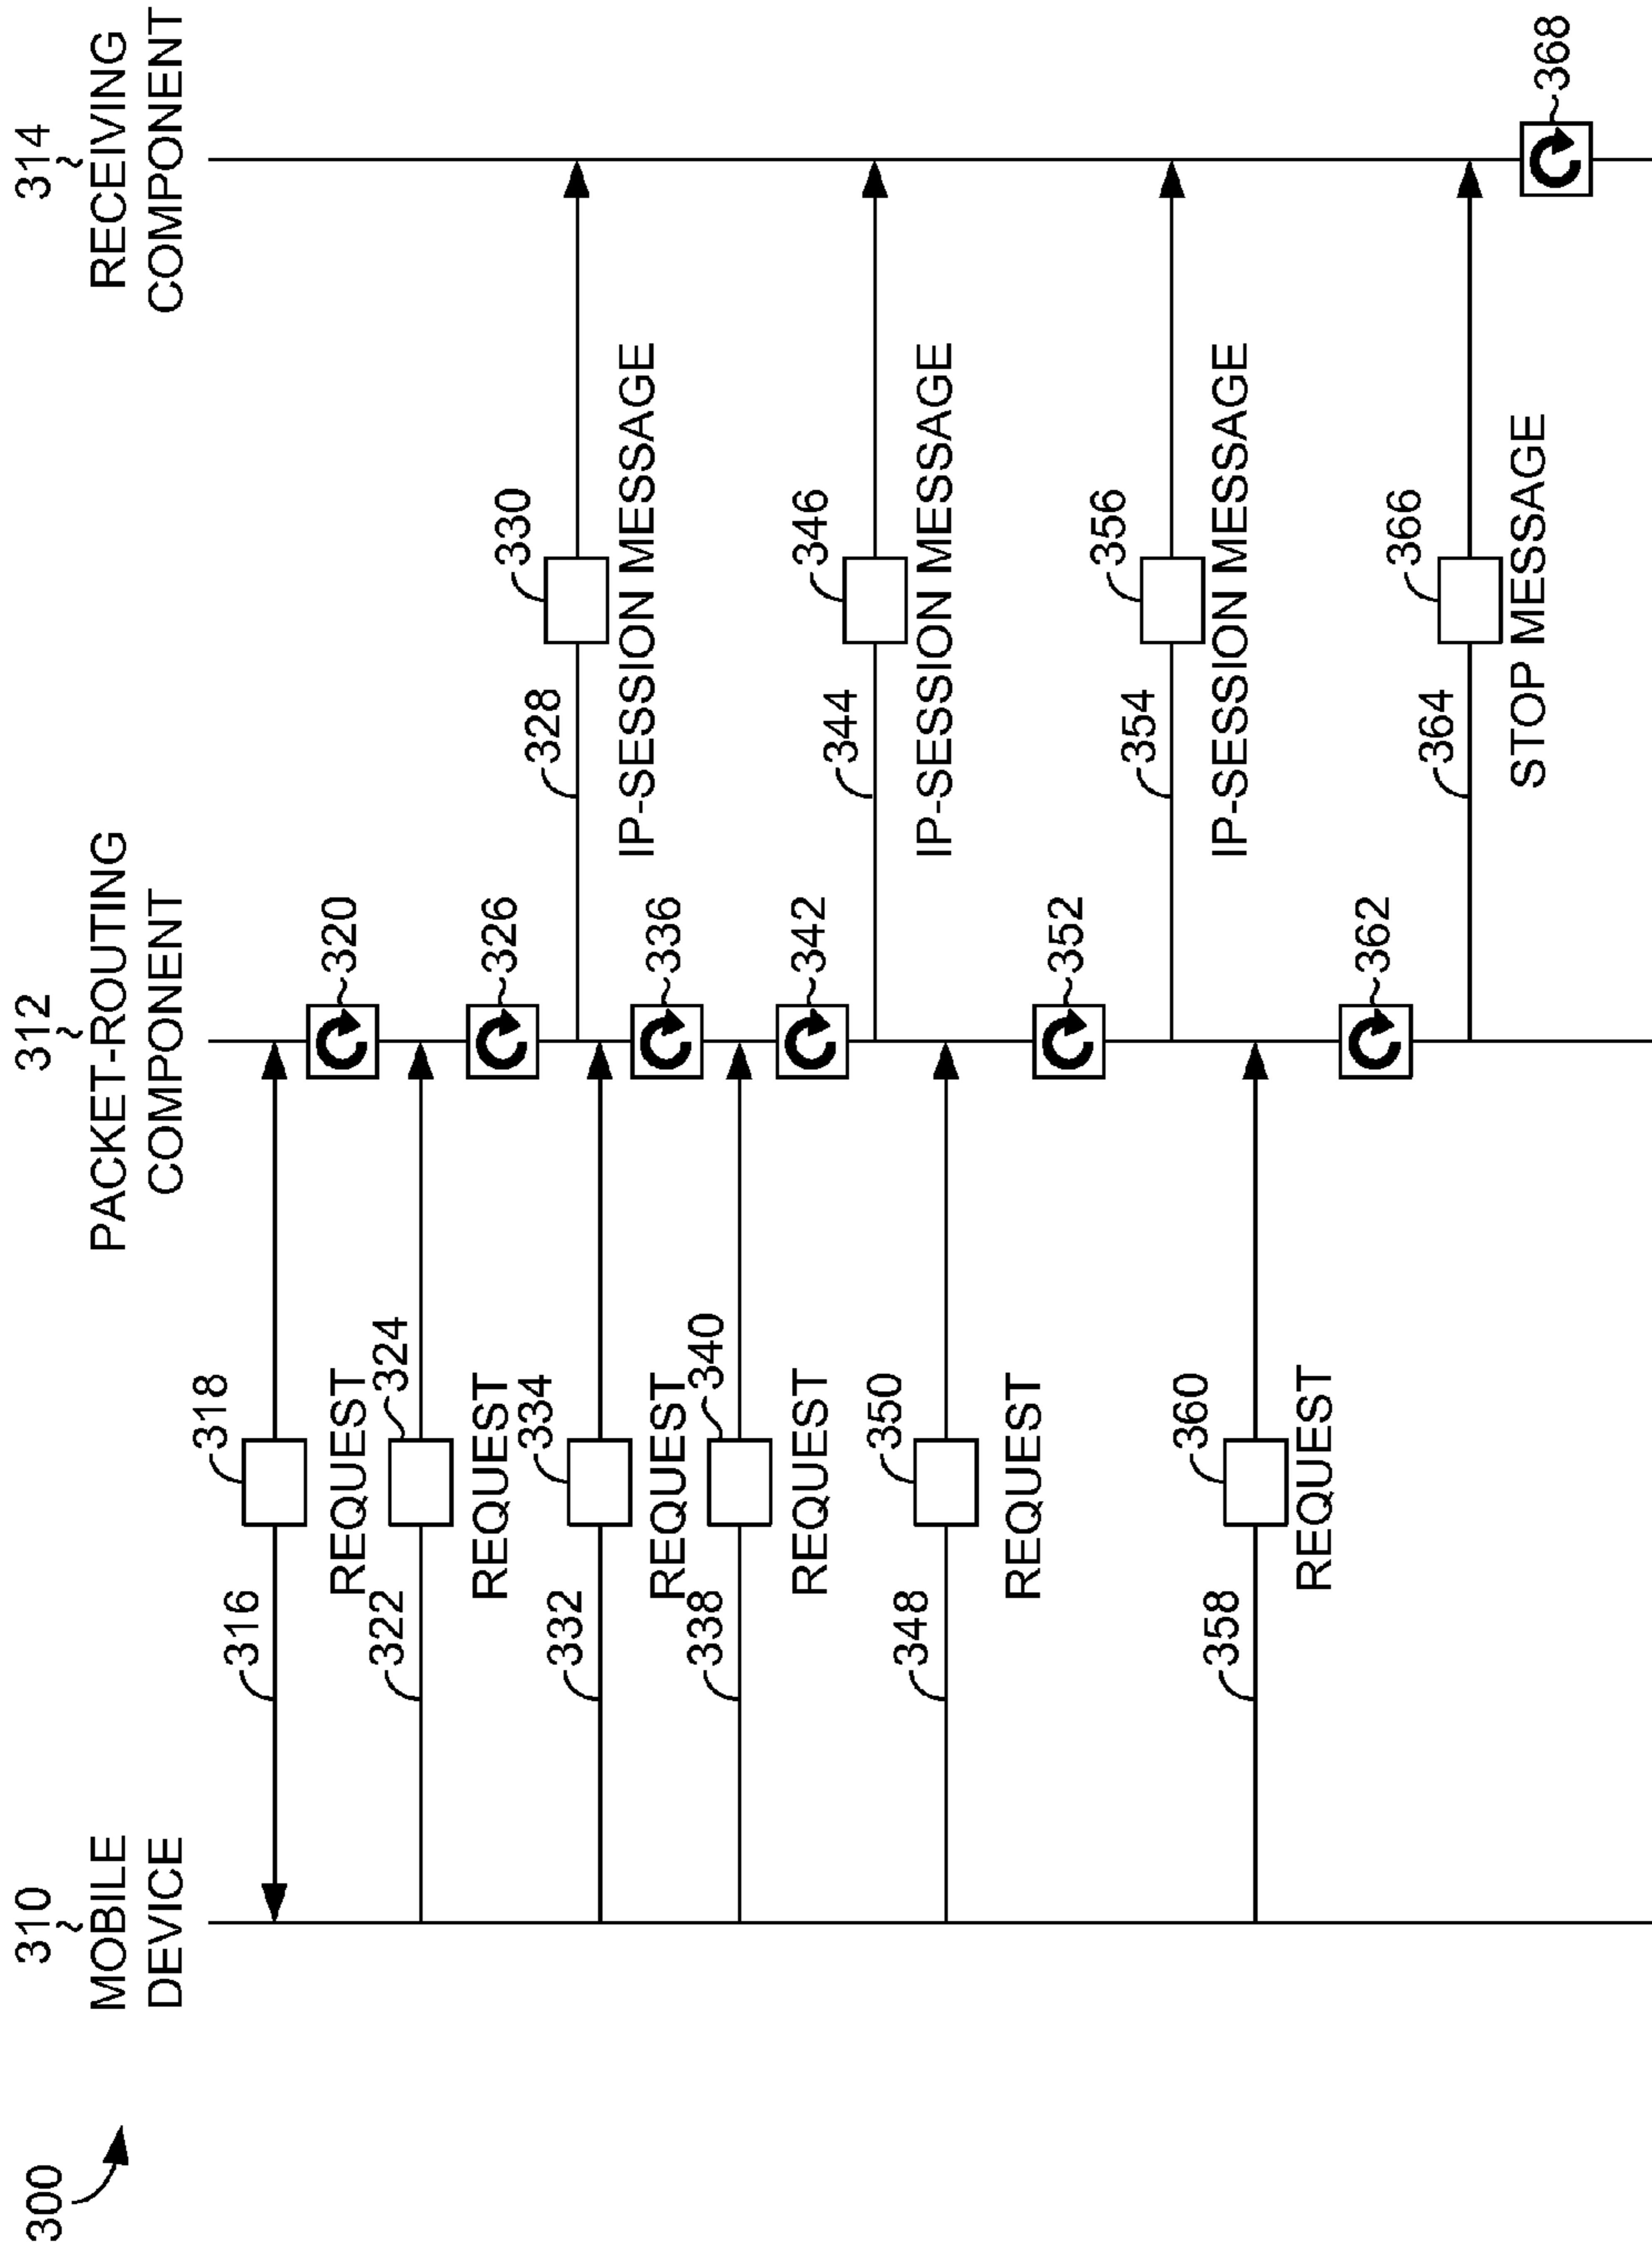 300
310
MOBILE
DEVICE
312
PACKET-ROUTING
COMPONENT
314
RECEIVING
COMPONENT
316
318
REQUEST
320
322
324
REQUEST
326
328
330
IP-SESSION MESSAGE
332
334
REQUEST
336
338
340
REQUEST
342
344
346
IP-SESSION MESSAGE
348
350
REQUEST
352
354
356
IP-SESSION MESSAGE
358
360
REQUEST
362
364
366
STOP MESSAGE
368